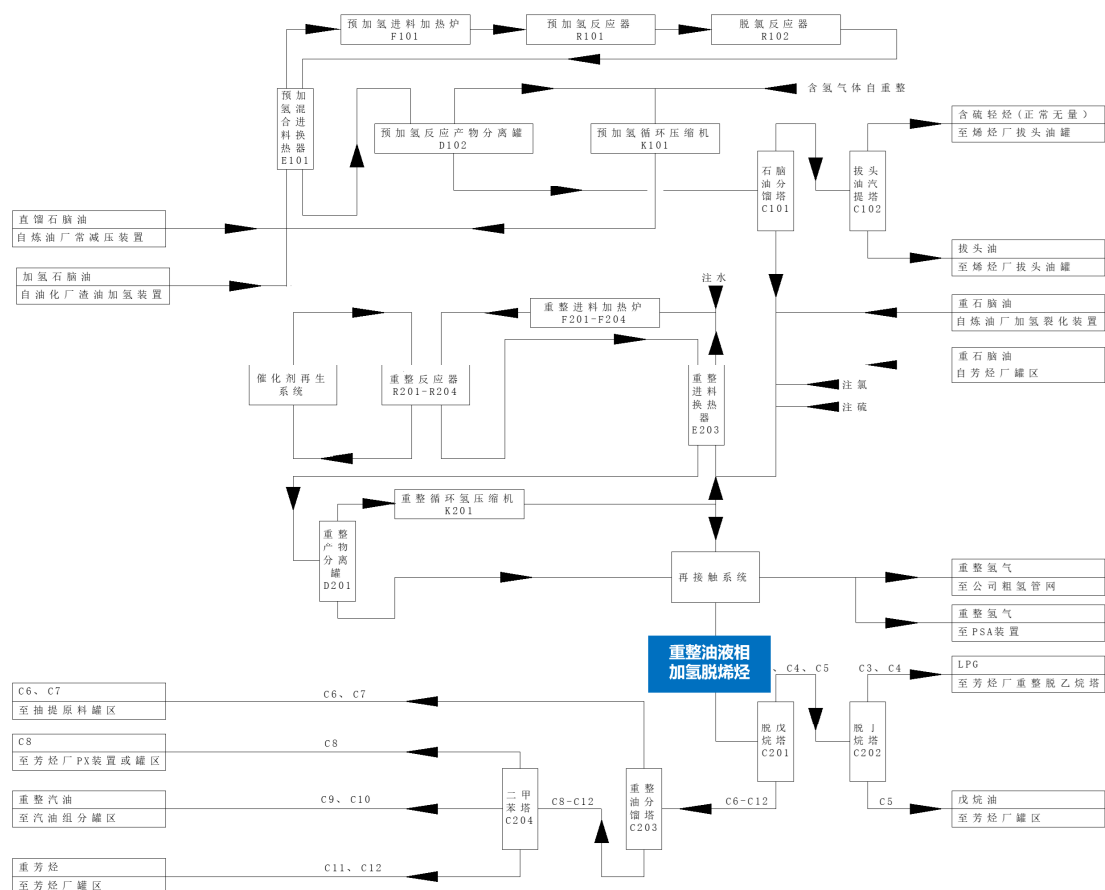 预加氢进料加热炉
F101
预加氢反应器
R101
脱氯反应器
R102
预加氢混合进料换热器
E101
含氢气体自重整
预加氢反应产物分离罐
D102
预加氢循环压缩机
K101
石脑油分馏塔
C101
拔头油汽提塔
C102
含硫轻烃(正常无量)
至烯烃厂拔头油罐
直馏石脑油
自炼油厂常减压装置
拔头油
至烯烃厂拔头油罐
加氢石脑油
自油化厂渣油加氢装置
注水
重整进料加热炉
F201-F204
重石脑油
自炼油厂加氢裂化装置
催化剂再生
系统
重整反应器
R201-R204
重整进料换热器
E203
重石脑油
自芳烃厂罐区
注氯
注硫
重整循环氢压缩机
K201
重整产物分离罐
D201
再接触系统
重整氢气
至公司粗氢管网
重整氢气
至PSA装置
重整油液相
加氢脱烯烃
、C4、C5
C3、C4
LPG
至芳烃厂重整脱乙烷塔
C6、C7
至抽提原料罐区
C6、C7
脱戊烷塔
C201
脱丁烷塔
C202
C8
至芳烃厂PX装置或罐区
C8
重整汽油
至汽油组分罐区
C9、C10
二甲苯塔
C204
C8-C12
重整油分馏塔
C203
C6-C12
C5
戊烷油
至芳烃厂罐区
重芳烃
至芳烃厂罐区
C11、C12